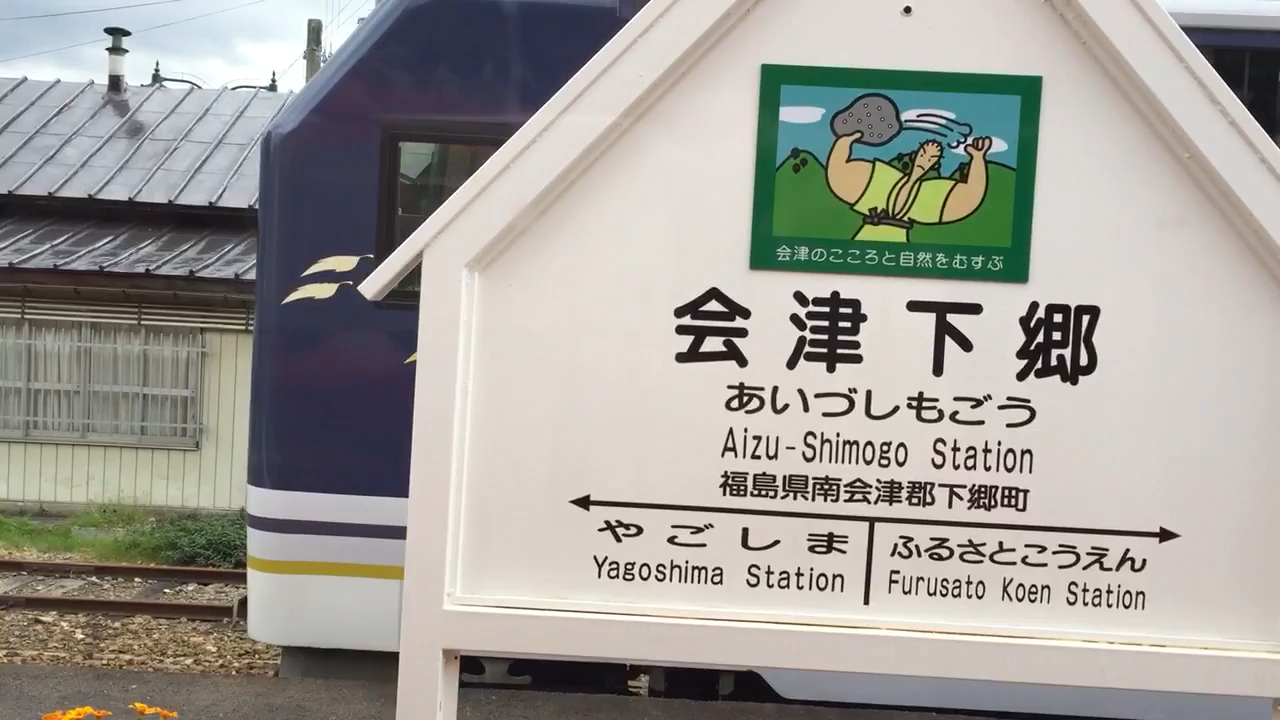 会津のこころと自然をむすぶ
会津下郷
あいづしもごう
Aizu-Shimogo Station
福島県南会津郡下郷町
やごしま ふるさとこうえん
Yagoshima Station Furusato Koen Station